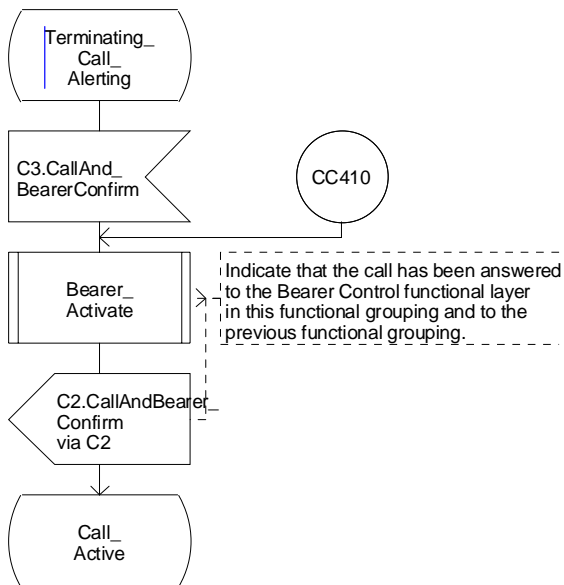 Terminating_
Call_
Alerting
C3.CallAnd_
BearerConfirm
CC410
Bearer_
Activate
Indicate that the call has been answered
to the Bearer Control functional layer
in this functional grouping and to the
previous functional grouping.
C2.CallAndBearer_
Confirm
via C2
Call_
Active